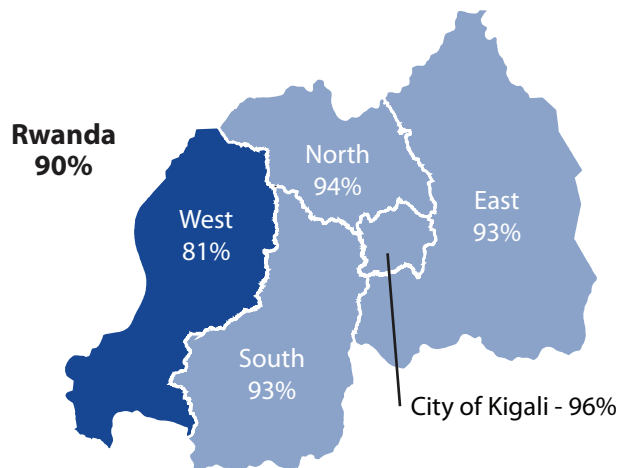 Rwanda
90%
North
94%
West
81%
East
93%
South
93%
City of Kigali - 96%